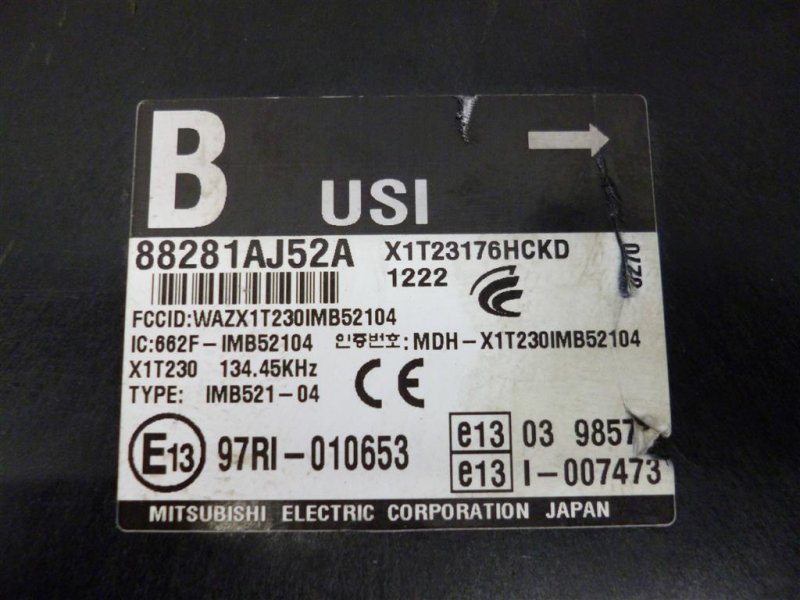 B
USI
88281AJ52A X1T23176HCKD
1222
FCCID:WAZX1T230IMB52104
IC:662F-IMB52104 인증번호:MDH-X1T230IMB52104
X1T230 134.45KHz
TYPE: IMB521-04
CE
E13 97RI-010653
e13 03 9857
e13 I-007473
MITSUBISHI ELECTRIC CORPORATION JAPAN